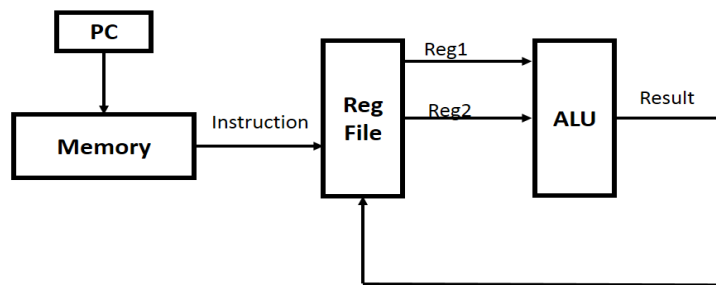 PC
Memory
Instruction
Reg
File
Reg1
Reg2
ALU
Result